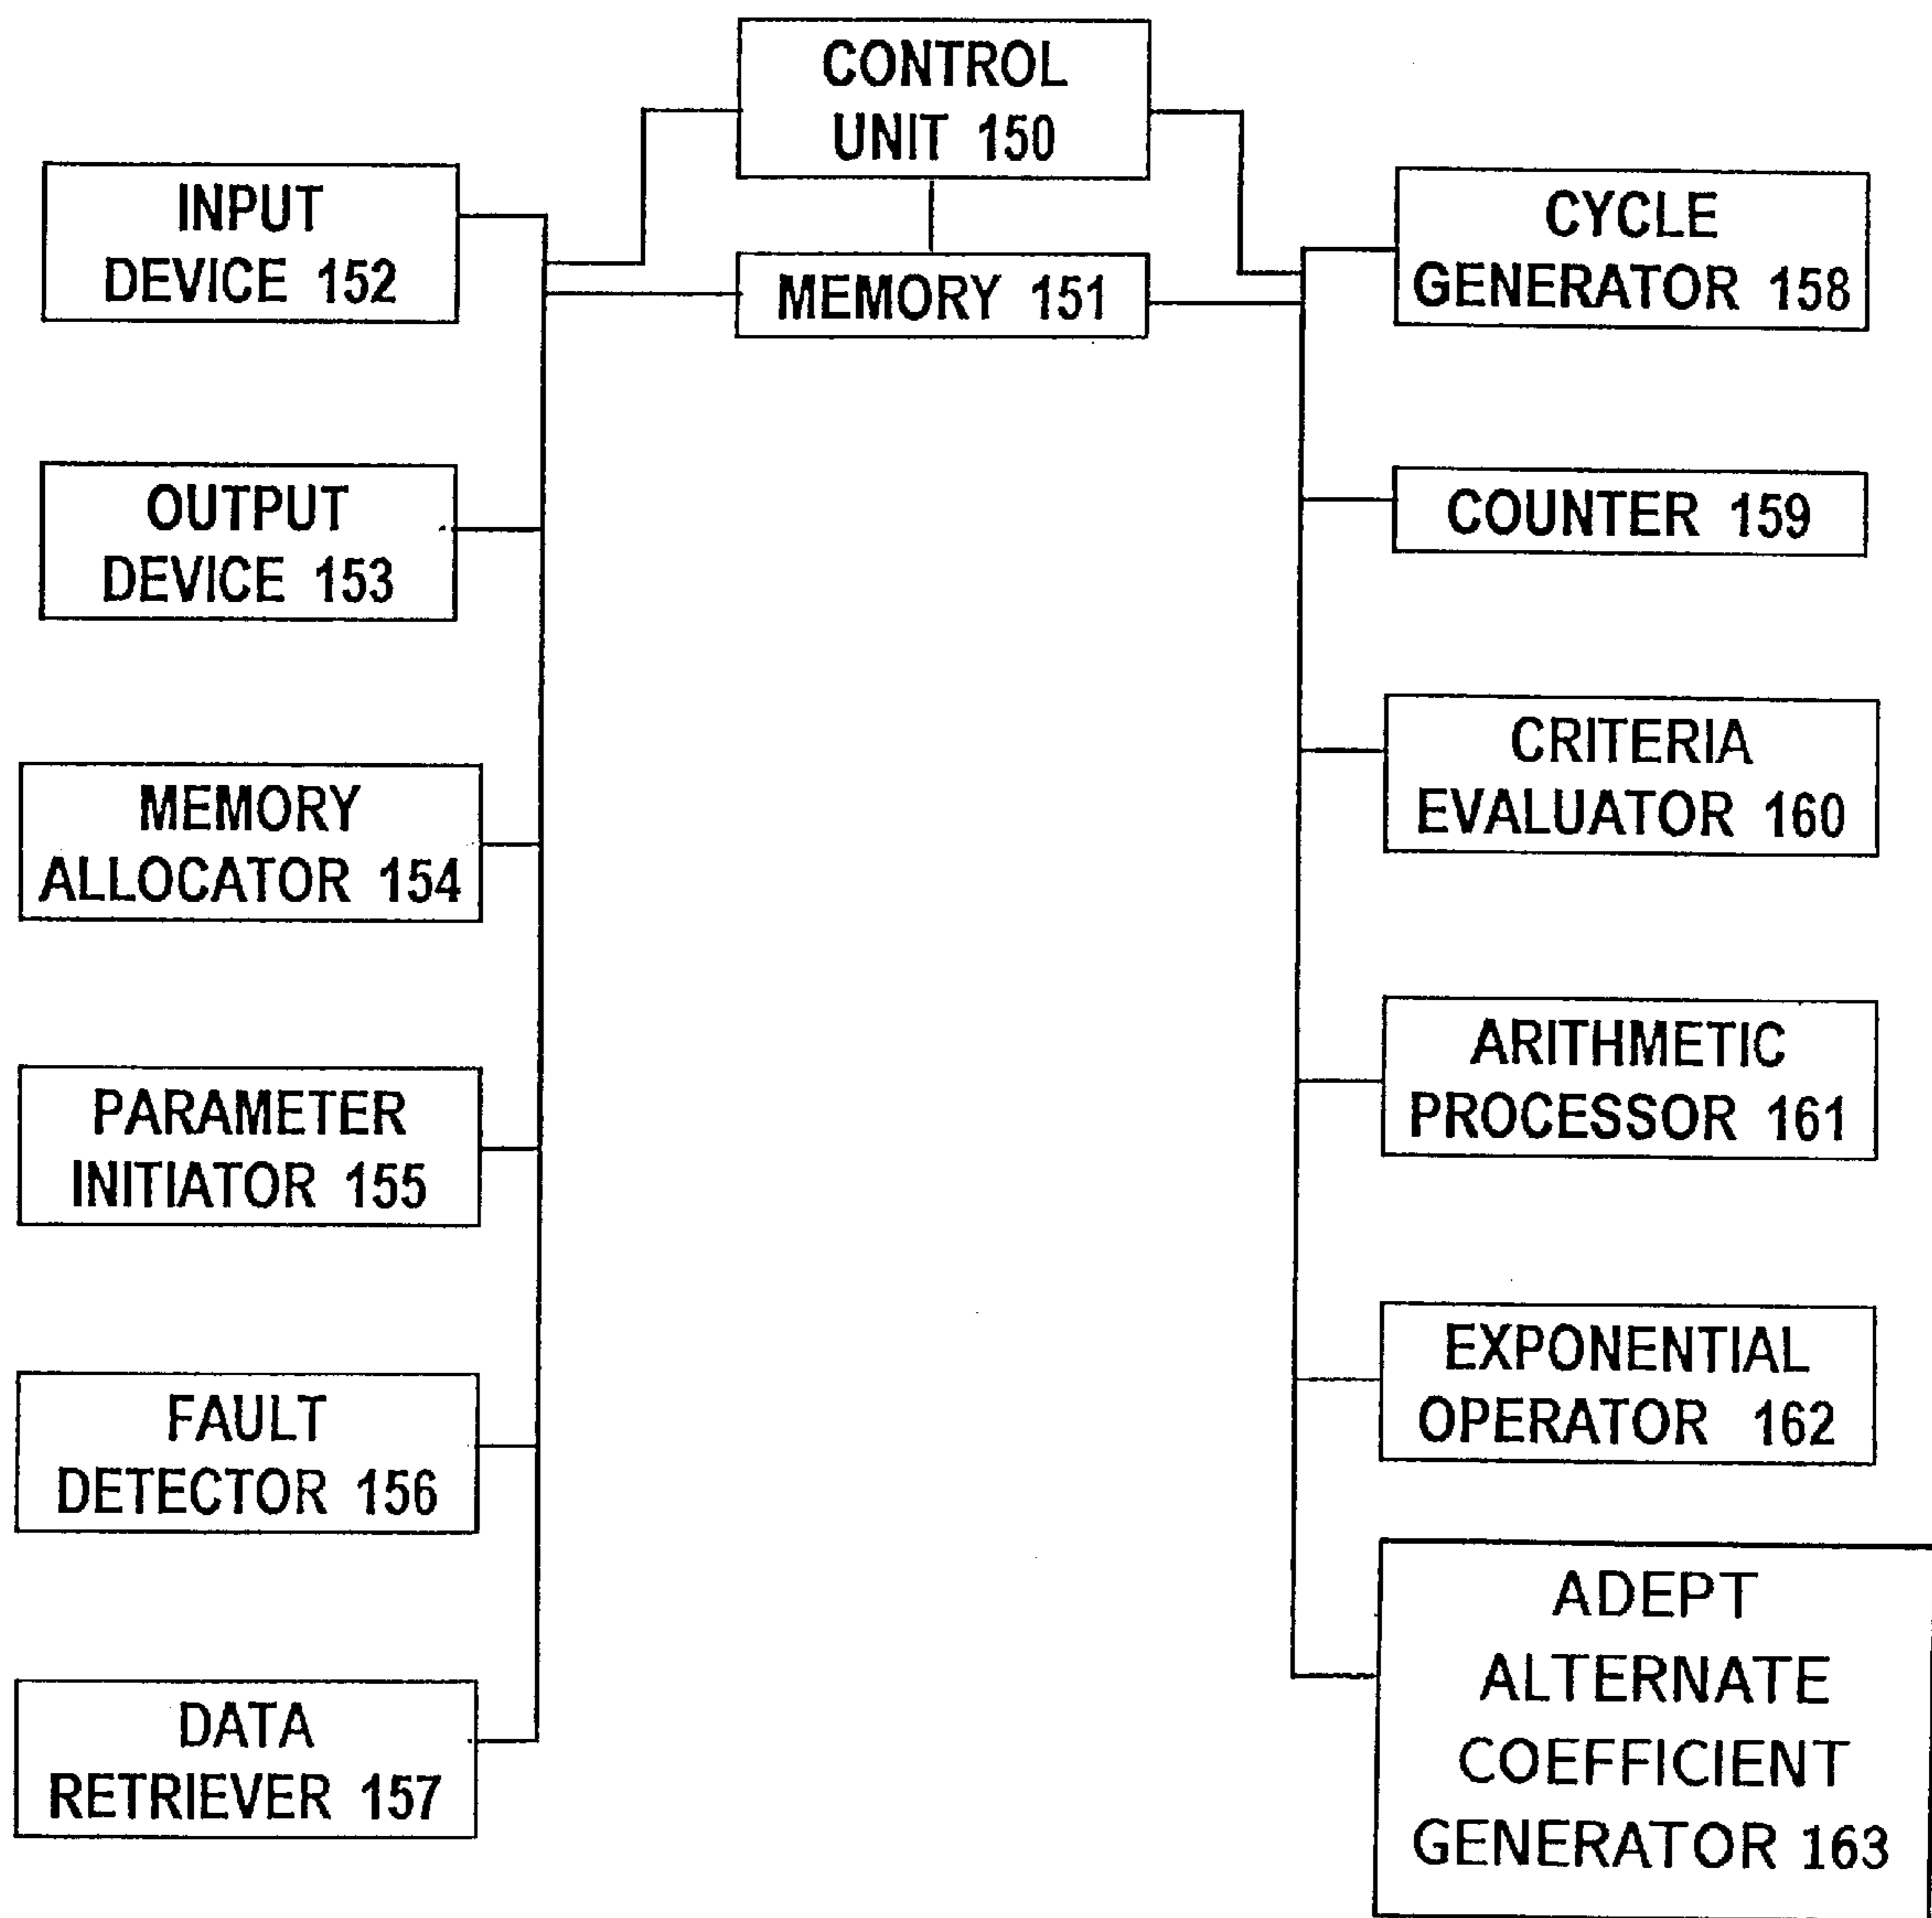 CONTROL
UNIT 150
MEMORY 151
INPUT
DEVICE 152
OUTPUT
DEVICE 153
MEMORY
ALLOCATOR 154
PARAMETER
INITIATOR 155
FAULT
DETECTOR 156
DATA
RETRIEVER 157
CYCLE
GENERATOR 158
COUNTER 159
CRITERIA
EVALUATOR 160
ARITHMETIC
PROCESSOR 161
EXPONENTIAL
OPERATOR 162
ADEPT
ALTERNATE
COEFFICIENT
GENERATOR 163